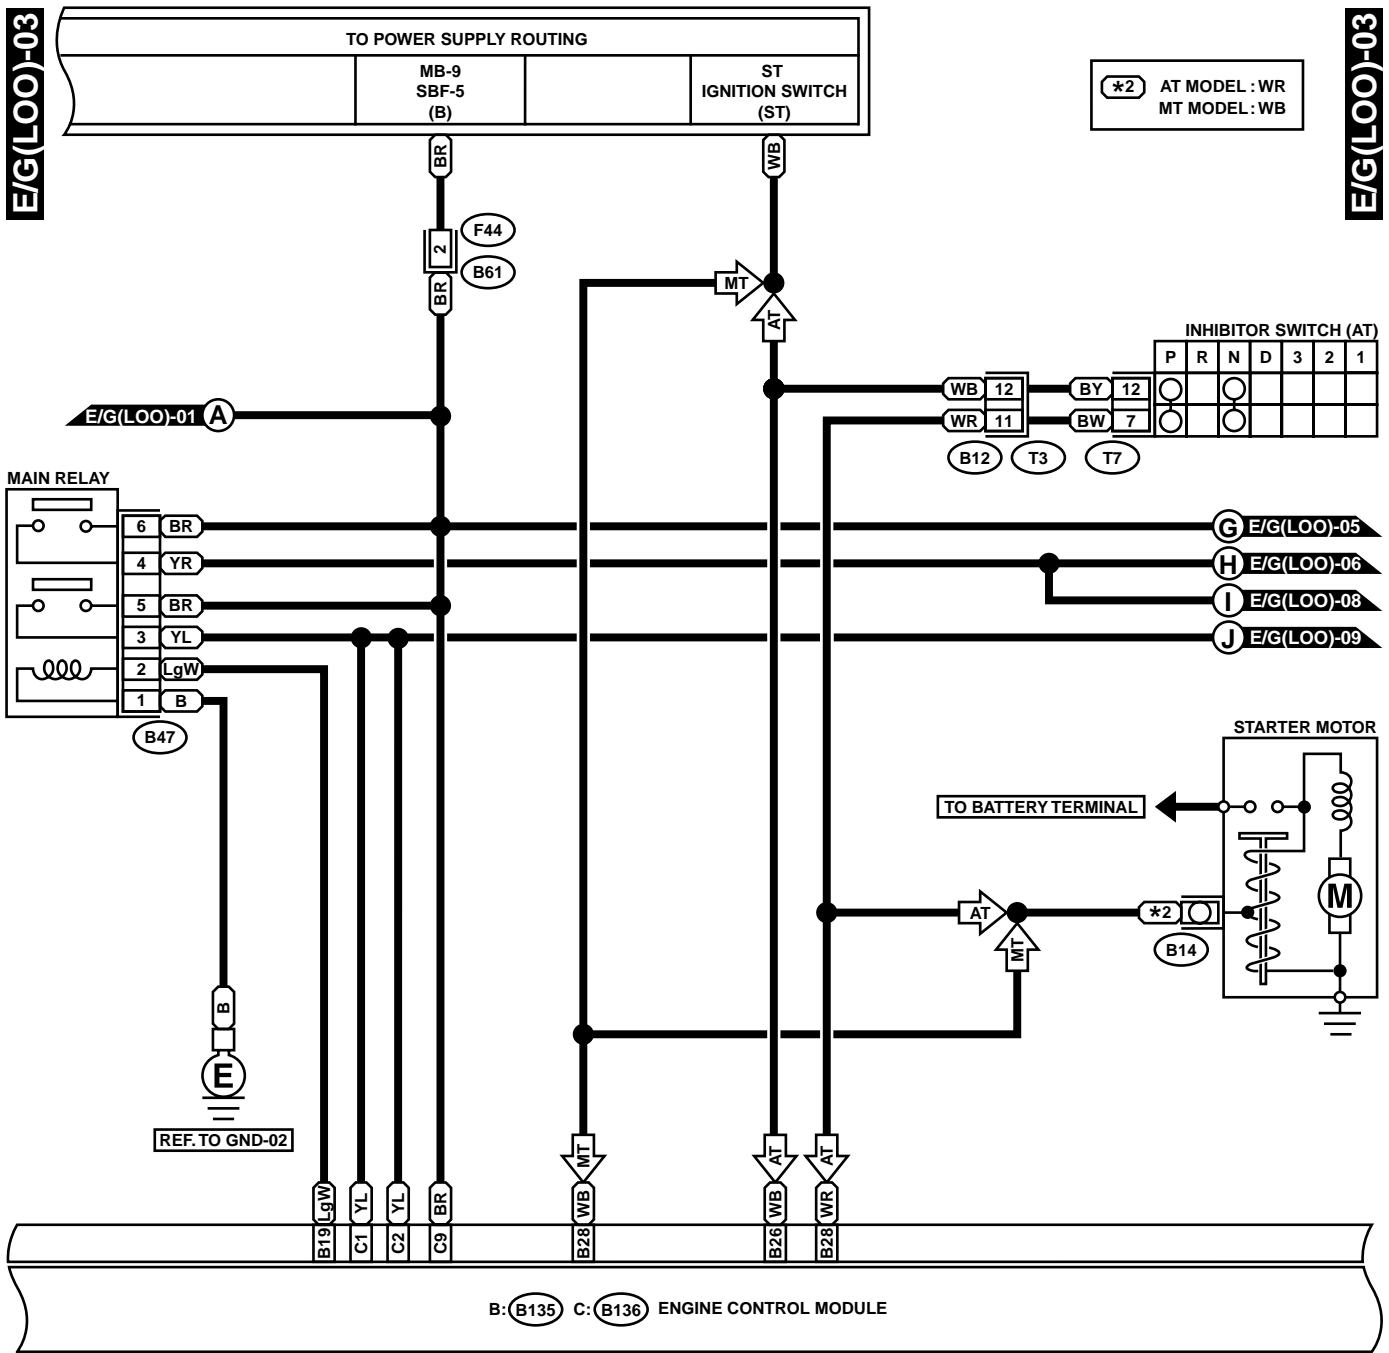 E/G(LOO)-03
E/G(LOO)-03
TO POWER SUPPLY ROUTING
MB-9
SBF-5
(B)
ST
IGNITION SWITCH
(ST)
*2 AT MODEL : WR
MT MODEL : WB
BR
WB
2
F44
B61
BR
MT
AT
INHIBITOR SWITCH (AT)
P R N D 3 2 1
WB 12 BY 12
WR 11 BW 7
B12 T3 T7
E/G(LOO)-01 A
MAIN RELAY
6 BR
4 YR
5 BR
3 YL
2 LgW
1 B
B47
G E/G(LOO)-05
H E/G(LOO)-06
I E/G(LOO)-08
J E/G(LOO)-09
STARTER MOTOR
TO BATTERY TERMINAL
M
AT
MT
*2
B14
B
E
REF. TO GND-02
MT
AT
AT
LgW YL YL BR WB WB WR
B19 C1 C2 C9 B28 B26 B28
B: B135 C: B136 ENGINE CONTROL MODULE